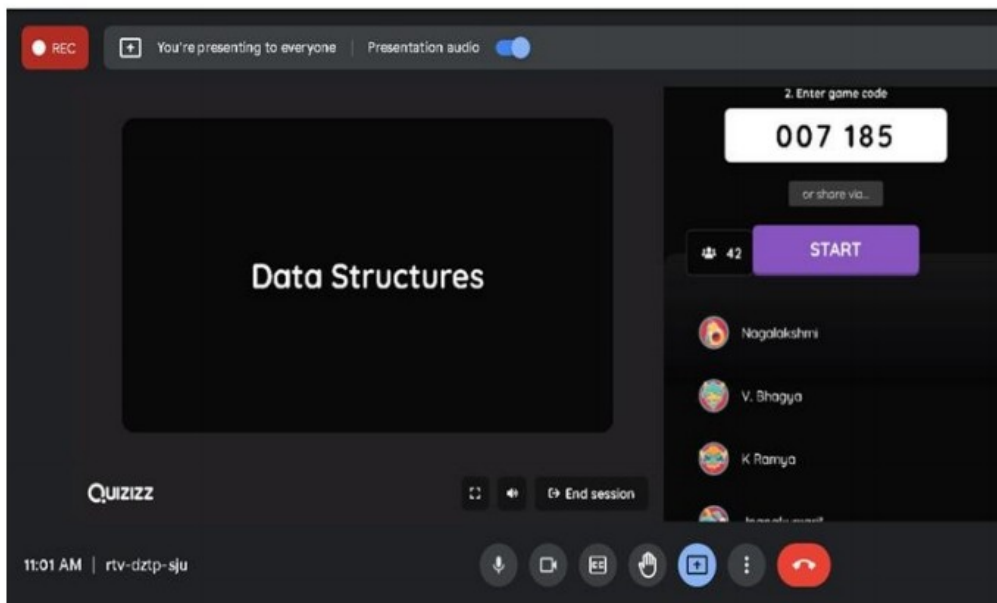 REC
You're presenting to everyone | Presentation audio
2. Enter game code
007 185
or share via...
42
START
Data Structures
Nagalakshmi
V. Bhagya
K Ramya
Quizizz
End session
11:01 AM | rtv-dztp-sju